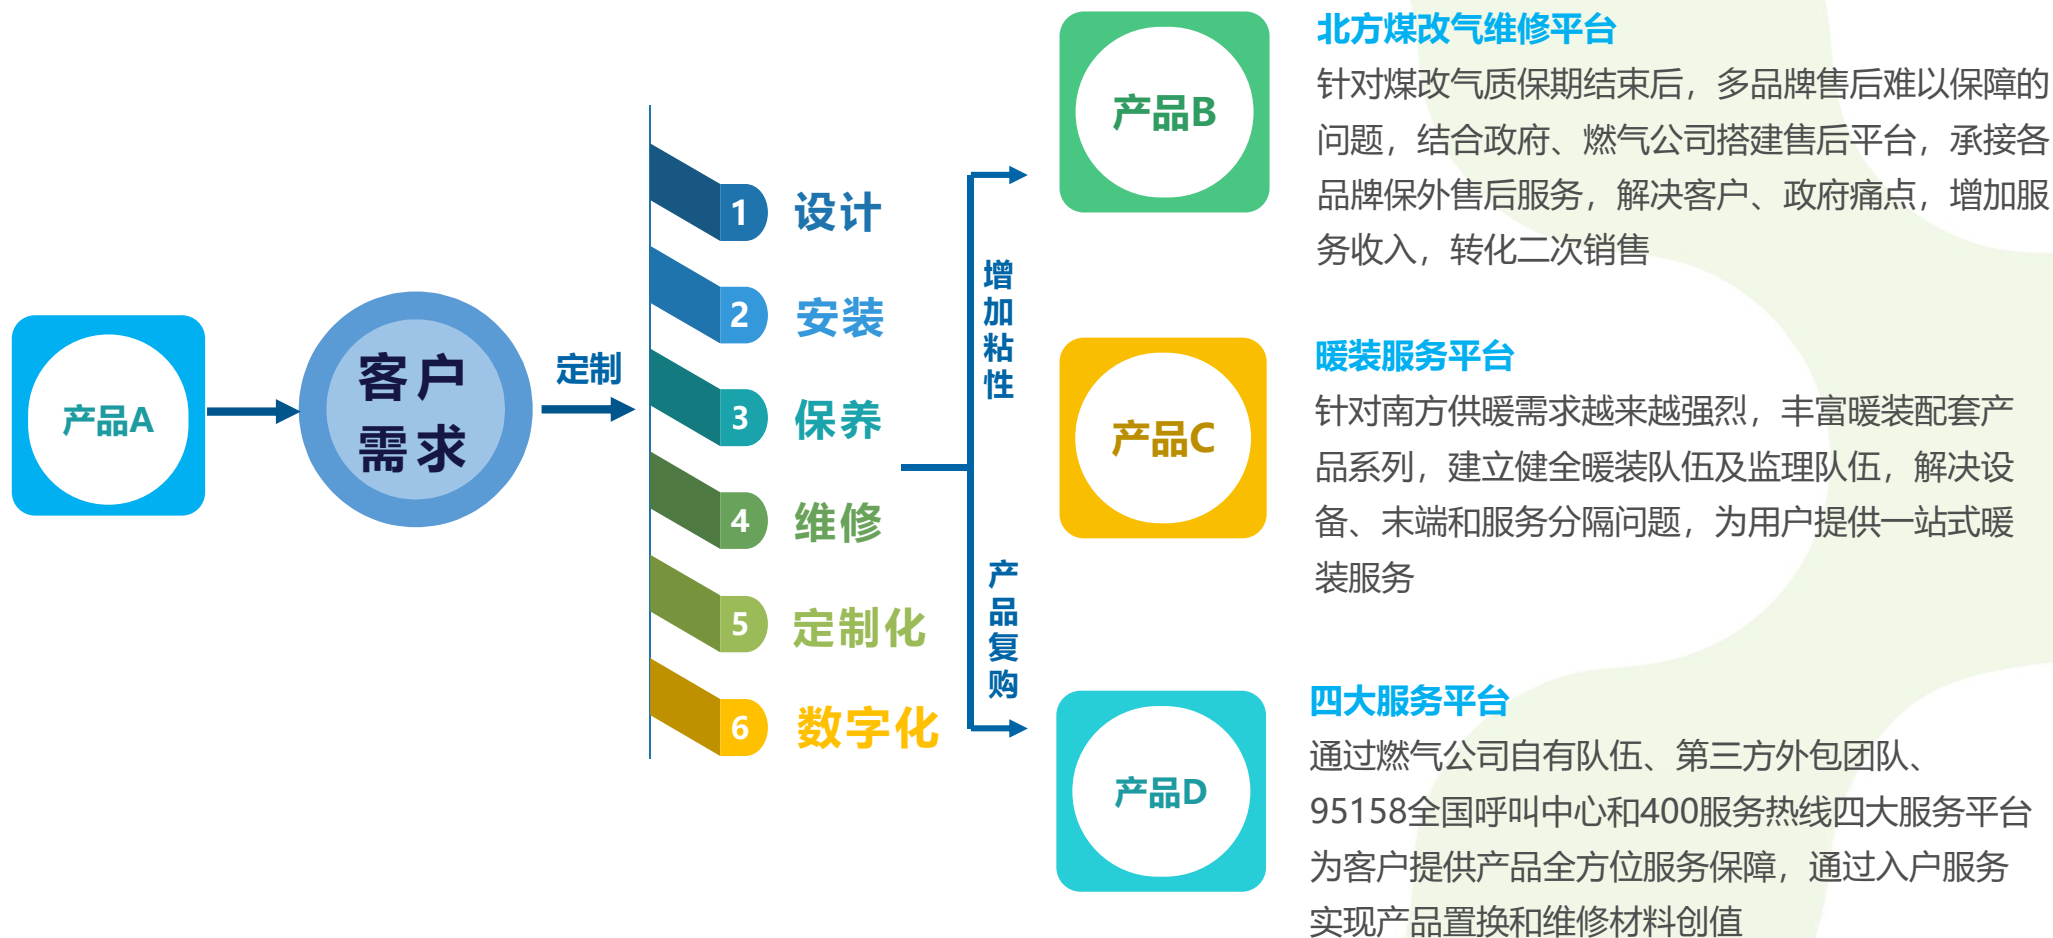 产品A
客户
需求
定制
1 设计
2 安装
3 保养
4 维修
5 定制化
6 数字化
增加粘性
产品复购
产品B
北方煤改气维修平台
针对煤改气质保期结束后，多品牌售后难以保障的
问题，结合政府、燃气公司搭建售后平台，承接各
品牌保外售后服务，解决客户、政府痛点，增加服
务收入，转化二次销售
产品C
暖装服务平台
针对南方供暖需求越来越强烈，丰富暖装配套产
品系列，建立健全暖装队伍及监理队伍，解决设
备、末端和服务分隔问题，为用户提供一站式暖
装服务
产品D
四大服务平台
通过燃气公司自有队伍、第三方外包团队、
95158全国呼叫中心和400服务热线四大服务平台
为客户提供产品全方位服务保障，通过入户服务
实现产品置换和维修材料创值